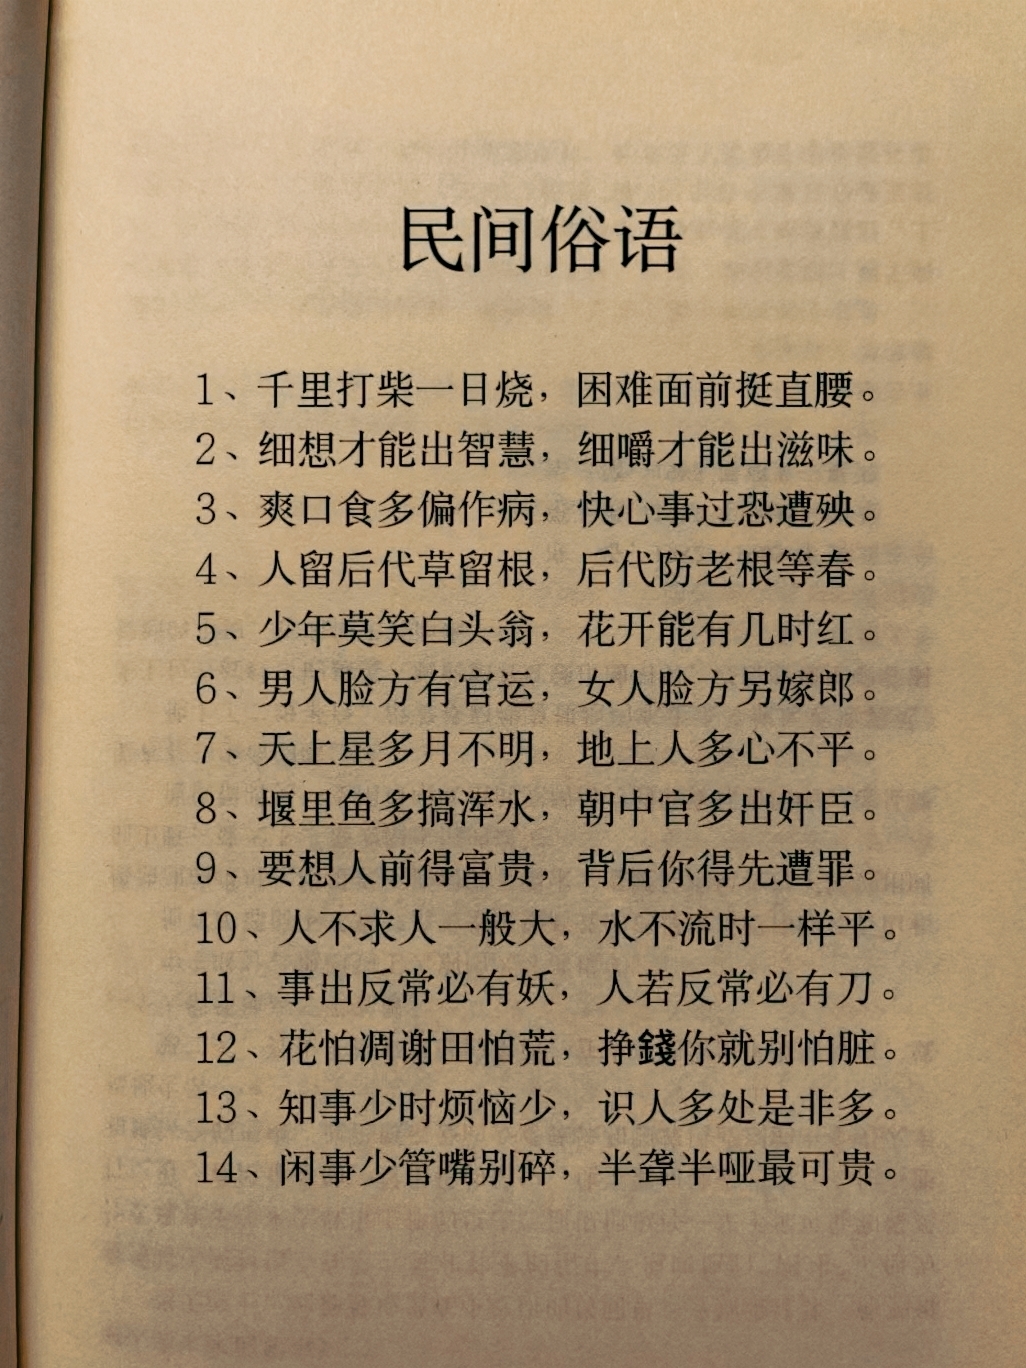 民间俗语
1、千里打柴一日烧，困难面前挺直腰。
2、细想才能出智慧，细嚼才能出滋味。
3、爽口食多偏作病，快心事过恐遭殃。
4、人留后代草留根，后代防老根等春。
5、少年莫笑白头翁，花开能有几时红。
6、男人脸方有官运，女人脸方另嫁郎。
7、天上星多月不明，地上人多心不平。
8、堰里鱼多搞浑水，朝中官多出奸臣。
9、要想人前得富贵，背后你得先遭罪。
10、人不求人一般大，水不流时一样平。
11、事出反常必有妖，人若反常必有刀。
12、花怕凋谢田怕荒，挣錢你就别怕脏。
13、知事少时烦恼少，识人多处是非多。
14、闲事少管嘴别碎，半聋半哑最可贵。